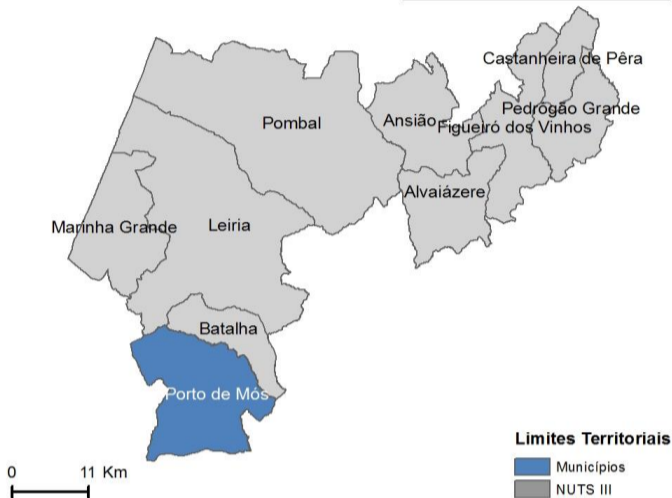 Castanheira de Pêra
Pedrógão Grande
Pombal
Ansião
Figueiró dos Vinhos
Alvaiázere
Marinha Grande
Leiria
Batalha
Porto de Mós
0 11 Km
Limites Territoriais
Municípios
NUTS III